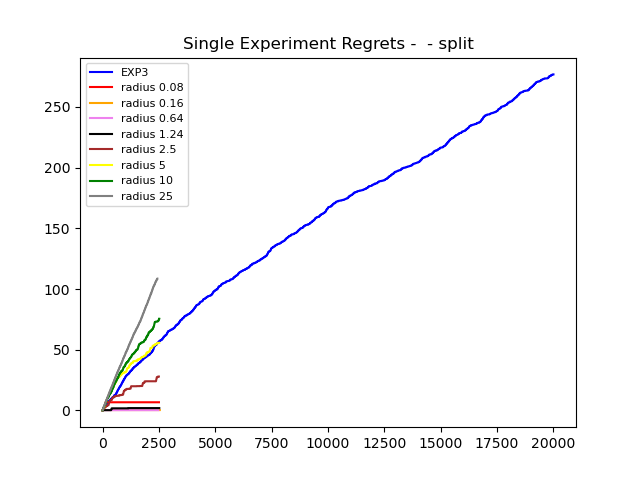 Single Experiment Regrets -  - split
EXP3
radius 0.08
radius 0.16
radius 0.64
radius 1.24
radius 2.5
radius 5
radius 10
radius 25
250
200
150
100
50
0
0 2500 5000 7500 10000 12500 15000 17500 20000